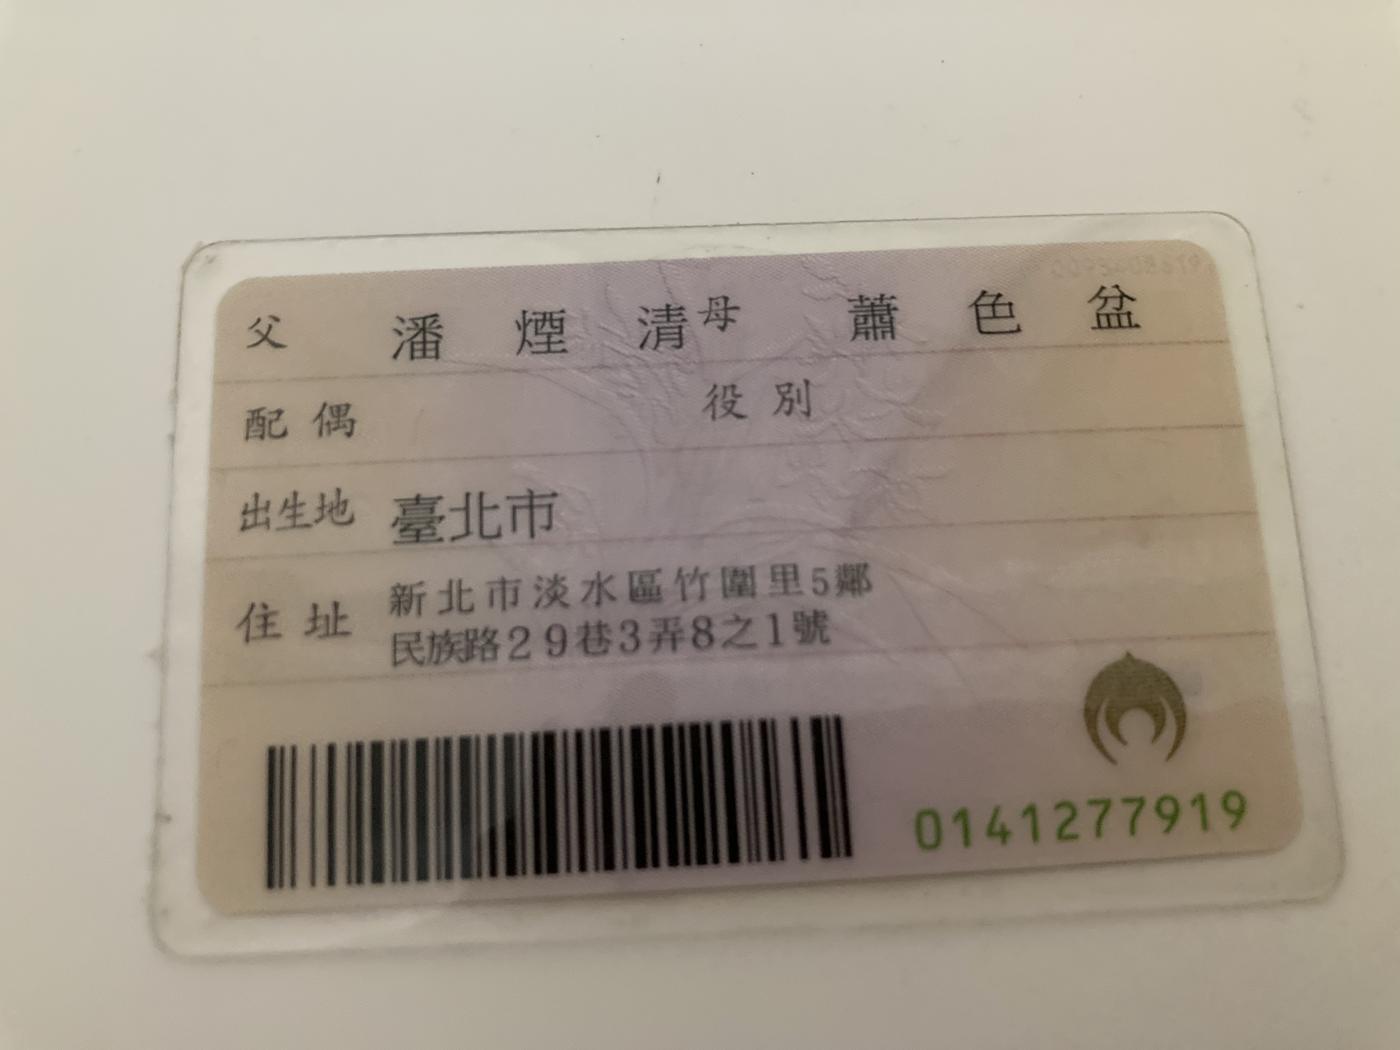 父 潘煙清 母 蕭色盆
配偶 役別
出生地 臺北市
住址 新北市淡水區竹圍里5鄰
民族路29巷3弄8之1號
0141277919